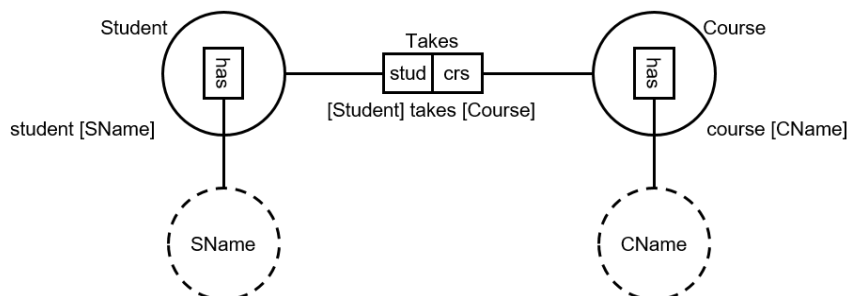 Student
Takes
Course
has
stud
crs
has
[Student] takes [Course]
student [SName]
course [CName]
SName
CName